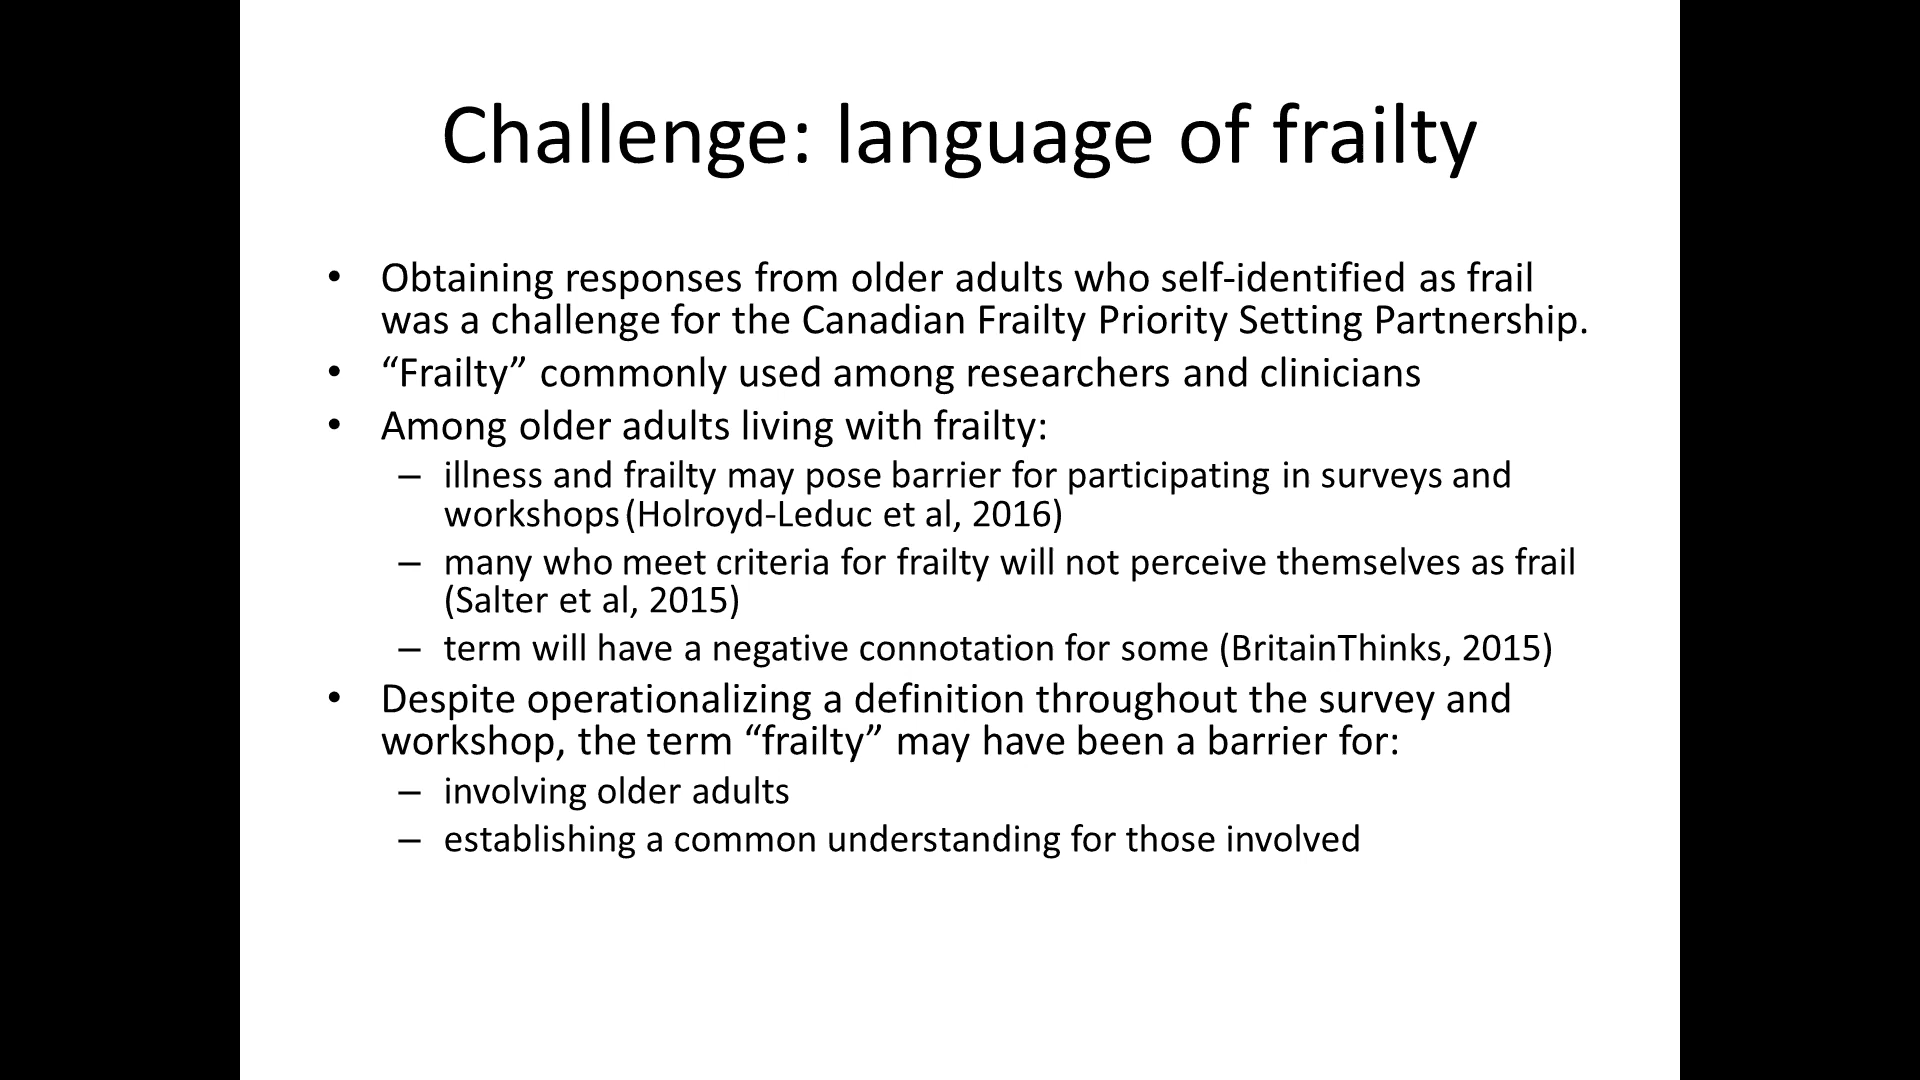 Challenge: language of frailty
• Obtaining responses from older adults who self-identified as frail
was a challenge for the Canadian Frailty Priority Setting Partnership.
• “Frailty” commonly used among researchers and clinicians
• Among older adults living with frailty:
– illness and frailty may pose barrier for participating in surveys and
workshops (Holroyd-Leduc et al, 2016)
– many who meet criteria for frailty will not perceive themselves as frail
(Salter et al, 2015)
– term will have a negative connotation for some (BritainThinks, 2015)
• Despite operationalizing a definition throughout the survey and
workshop, the term “frailty” may have been a barrier for:
– involving older adults
– establishing a common understanding for those involved